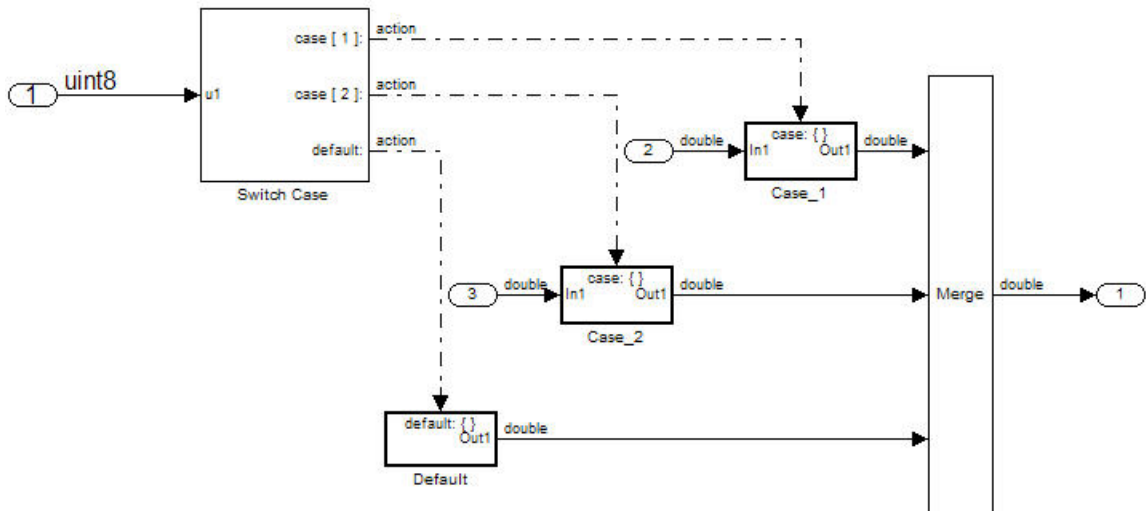 action
case [ 1 ]:
uint8
1
u1
action
case [ 2 ]:
action
default:
Switch Case
double
2
case: { }
In1
Out1
double
Case_1
double
3
case: { }
In1
Out1
double
Case_2
Merge
double
1
default: { }
Out1
double
Default